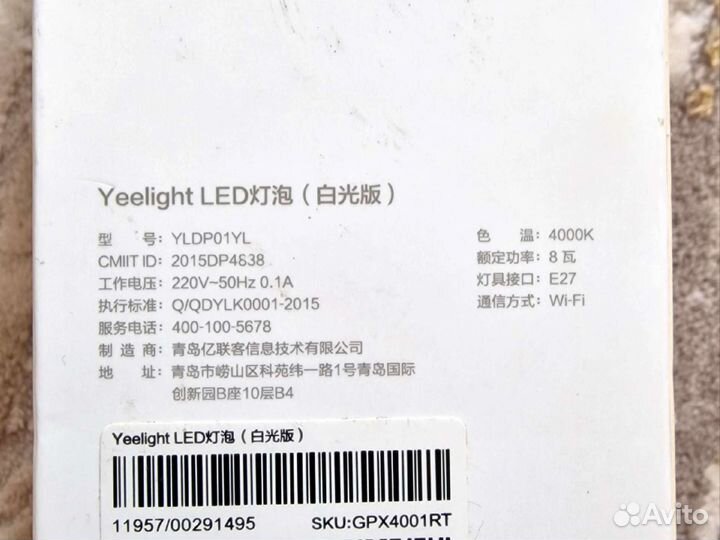 Yeelight LED灯泡（白光版）
型 号: YLDP01YL
CMIIT ID: 2015DP4838
工作电压: 220V~50Hz 0.1A
执行标准: Q/QDYLK0001-2015
服务电话: 400-100-5678
制 造 商: 青岛亿联客信息技术有限公司
地 址: 青岛市崂山区科苑纬一路1号青岛国际
创新园B座10层B4
色 温: 4000K
额定功率: 8 瓦
灯具接口: E27
通信方式: Wi-Fi
Yeelight LED灯泡（白光版）
11957/00291495 SKU:GPX4001RT
Avito